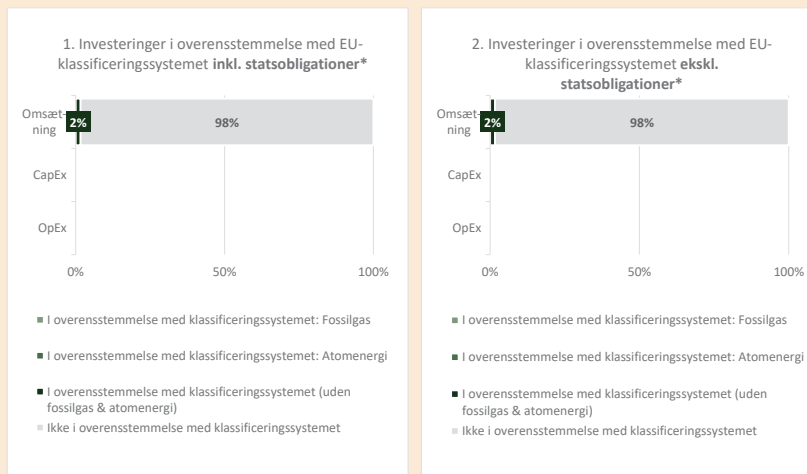 1. Investeringer i overensstemmelse med EU-
klassificeringssystemet inkl. statsobligationer*
Omsæt-
ning
2%
98%
CapEx
OpEx
0%
50%
100%
I overensstemmelse med klassificeringssystemet: Fossilgas
I overensstemmelse med klassificeringssystemet: Atomenergi
I overensstemmelse med klassificeringssystemet (uden
fossilgas & atomenergi)
Ikke i overensstemmelse med klassificeringssystemet
2. Investeringer i overensstemmelse med EU-
klassificeringssystemet ekskl.
statsobligationer*
Omsæt-
ning
2%
98%
CapEx
OpEx
0%
50%
100%
I overensstemmelse med klassificeringssystemet: Fossilgas
I overensstemmelse med klassificeringssystemet: Atomenergi
I overensstemmelse med klassificeringssystemet (uden
fossilgas & atomenergi)
Ikke i overensstemmelse med klassificeringssystemet